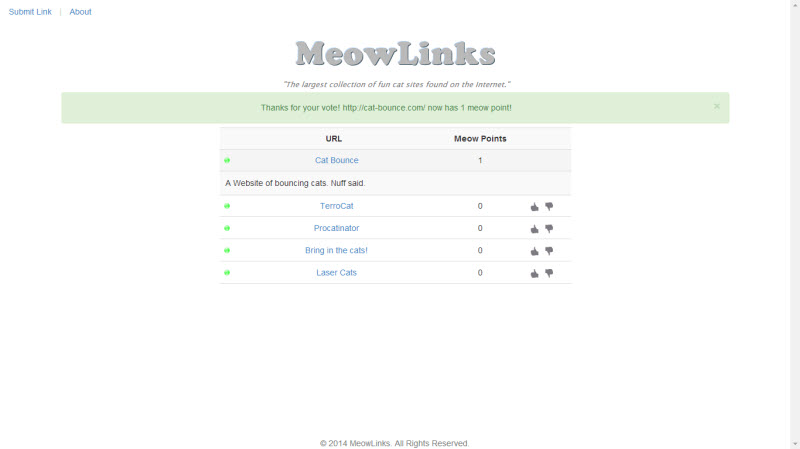 Submit Link | About
MeowLinks
"The largest collection of fun cat sites found on the Internet."
Thanks for your vote! http://cat-bounce.com/ now has 1 meow point! ×
URL Meow Points
Cat Bounce 1
A Website of bouncing cats. Nuff said.
TerroCat 0
Procatinator 0
Bring in the cats! 0
Laser Cats 0
© 2014 MeowLinks. All Rights Reserved.